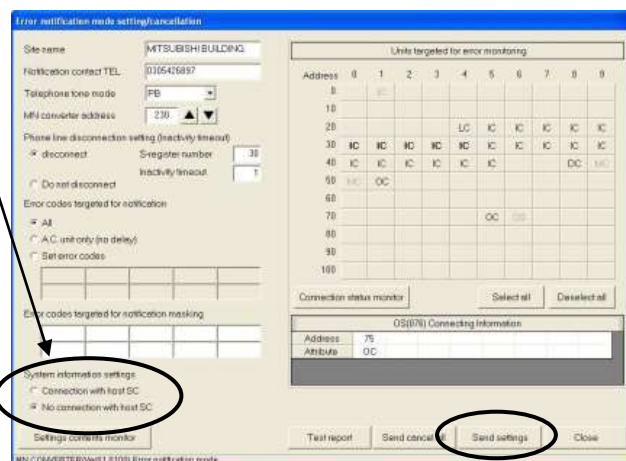 Error notification mode setting/cancellation
Site name MITSUBISHI BUILDING
Notification contact TEL 0305426897
Telephone tone mode PB
MN converter address 230
Phone line disconnection setting (Inactivity timeout)
disconnect S-register number 30
Inactivity timeout 1
Do not disconnect
Error codes targeted for notification
All
A.C. unit only (no delay)
Set error codes
Error codes targeted for notification masking
System information settings
Connection with host SC
No connection with host SC
Settings contents monitor
Units targeted for error monitoring
Address 0 1 2 3 4 5 6 7 8 9
0 IC
10
20 LC IC IC IC IC IC
30 IC IC IC IC IC IC IC IC IC IC
40 IC IC IC IC IC IC OC
50 OC
60
70 OC OS
80
90
100
Connection status monitor Select all Deselect all
OS(076) Connecting Information
Address 75
Attribute OC
Test report Send cancel all Send settings Close
Error notification mode